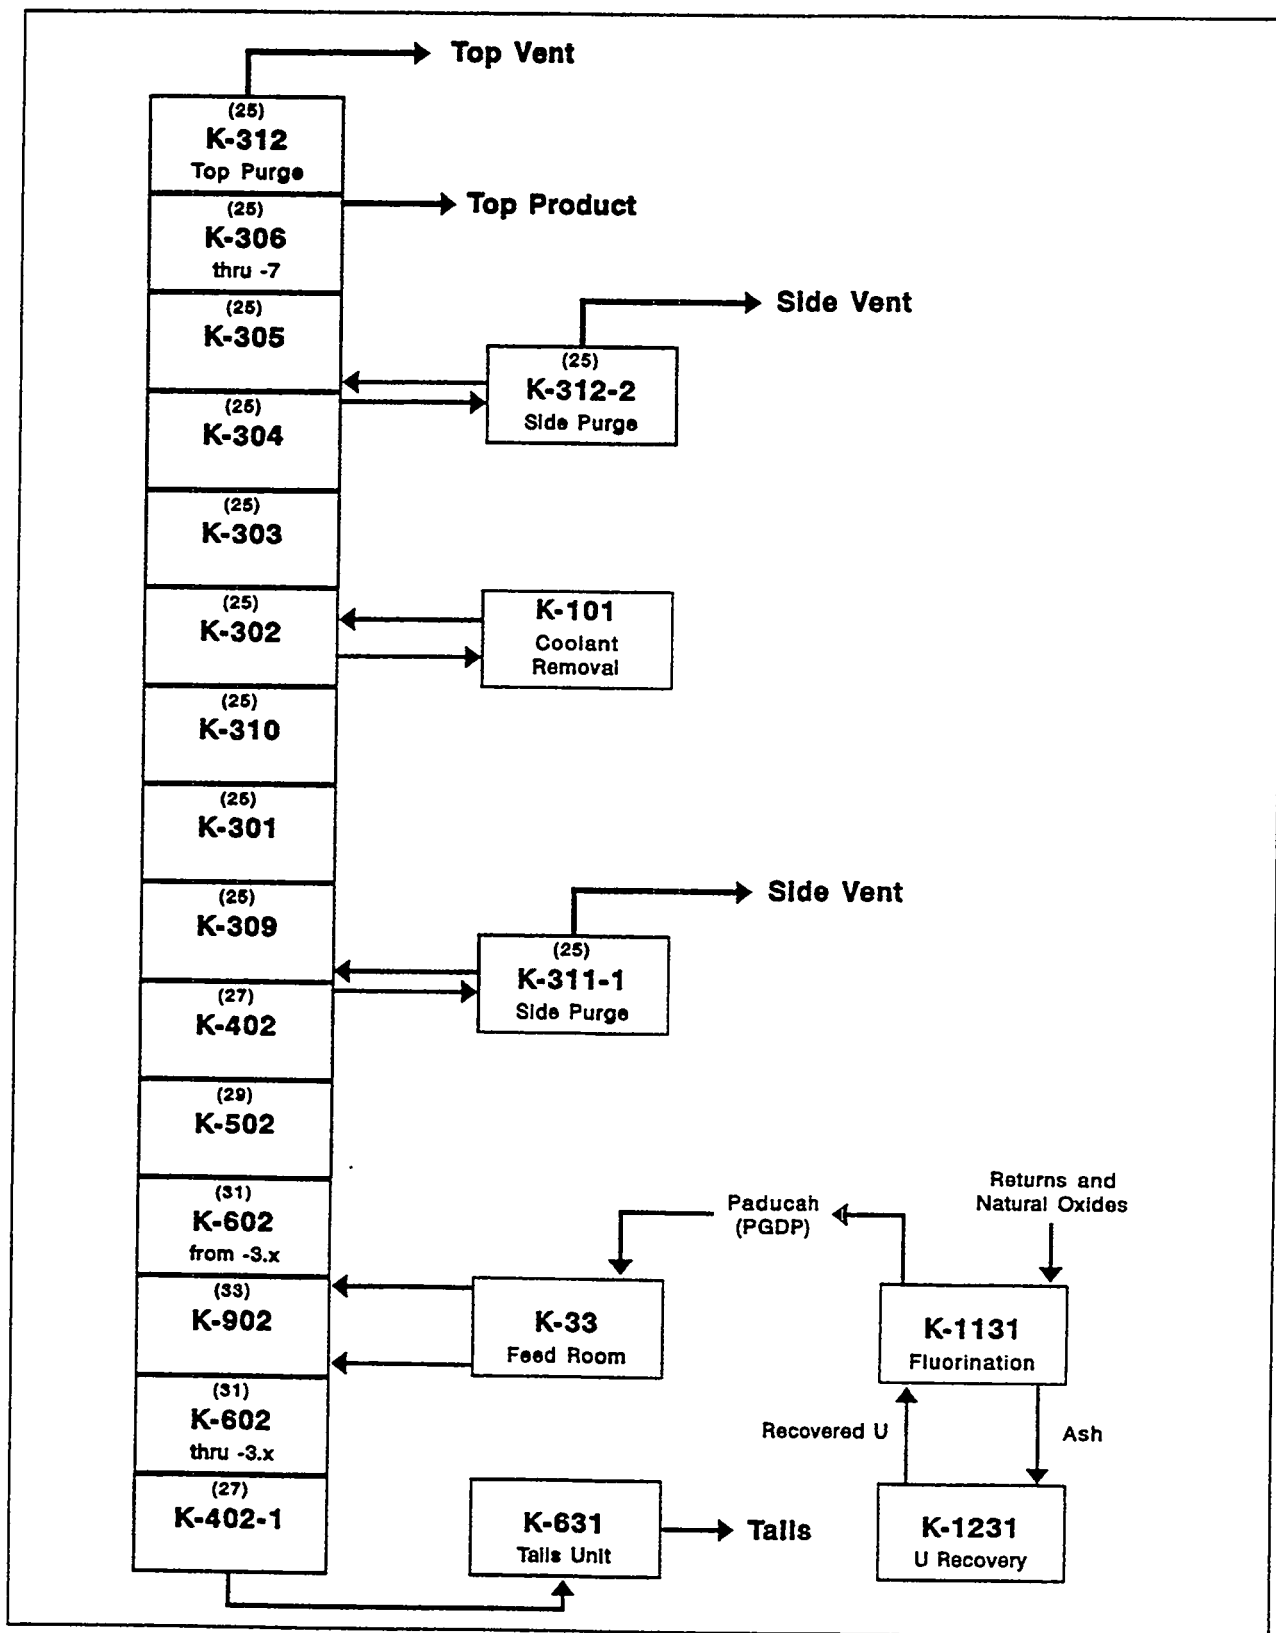 Top Vent
(25)
K-312
Top Purge
Top Product
(25)
K-306
thru -7
Side Vent
(25)
K-305
(25)
K-312-2
Side Purge
(25)
K-304
(25)
K-303
(25)
K-302
K-101
Coolant
Removal
(25)
K-310
(25)
K-301
Side Vent
(25)
K-309
(25)
K-311-1
Side Purge
(27)
K-402
(29)
K-502
(31)
K-602
from -3.x
Paducah
(PGDP)
Returns and
Natural Oxides
(33)
K-902
K-33
Feed Room
K-1131
Fluorination
(31)
K-602
thru -3.x
Recovered U
Ash
(27)
K-402-1
K-631
Tails Unit
Tails
K-1231
U Recovery